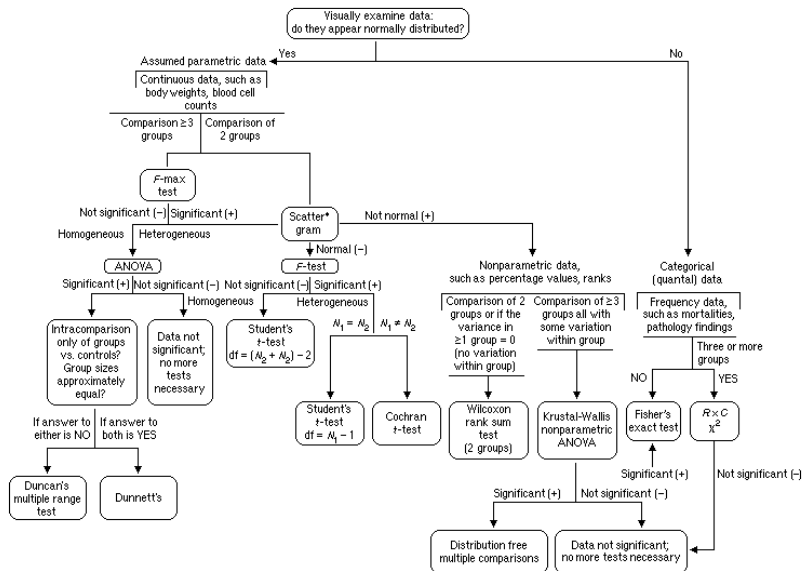 Visually examine data:
do they appear normally distributed?
Yes
No
Assumed parametric data
Continuous data, such as
body weights, blood cell
counts
Comparison ≥3
groups
Comparison of
2 groups
F-max
test
Not significant (−)
Significant (+)
Homogeneous
Heterogeneous
Scatter*
gram
Not normal (+)
Normal (−)
ANOYA
F-test
Significant (+)
Not significant (−)
Not significant (−)
Significant (+)
Homogeneous
Heterogeneous
Intracomparison
only of groups
vs. controls?
Group sizes
approximately
equal?
Data not
significant;
no more
tests
necessary
Student's
t-test
df = (N2 + N2) − 2
N1 = N2
N1 ≠ N2
Student's
t-test
df = N1 − 1
Cochran
t-test
If answer to
either is NO
If answer to
both is YES
Duncan's
multiple range
test
Dunnett's
Nonparametric data,
such as percentage values, ranks
Comparison of 2
groups or if the
variance in
≥1 group = 0
(no variation
within group)
Comparison of ≥3
groups all with
some variation
within group
Wilcoxon
rank sum
test
(2 groups)
Krustal-Wallis
nonparametric
ANOVA
Significant (+)
Not significant (−)
Distribution free
multiple comparisons
Data not significant;
no more tests necessary
Categorical
(quantal) data
Frequency data,
such as mortalities,
pathology findings
Three or more
groups
NO
YES
Fisher's
exact test
R × C
χ2
Significant (+)
Not significant (−)